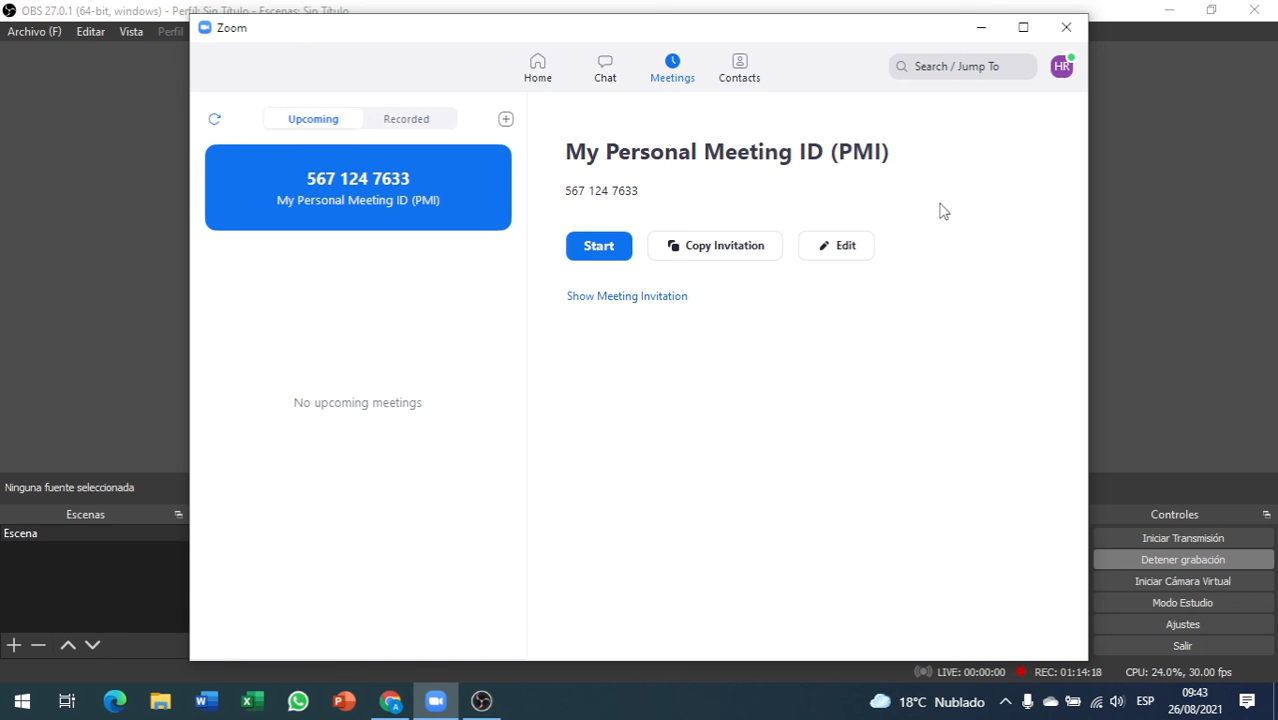 OBS 27.0.1 (64-bit, windows) - Perfil: Sin Título - Escenas: Sin Título
Archivo (F) Editar Vista Perfil
Zoom
Home Chat Meetings Contacts
Search / Jump To
HR
Upcoming Recorded
567 124 7633
My Personal Meeting ID (PMI)
No upcoming meetings
My Personal Meeting ID (PMI)
567 124 7633
Start Copy Invitation Edit
Show Meeting Invitation
Ninguna fuente seleccionada
Escenas
Escena
Controles
Iniciar Transmisión
Detener grabación
Iniciar Cámara Virtual
Modo Estudio
Ajustes
Salir
LIVE: 00:00:00 REC: 01:14:18 CPU: 24.0%, 30.00 fps
18°C Nublado ESP 09:43
26/08/2021